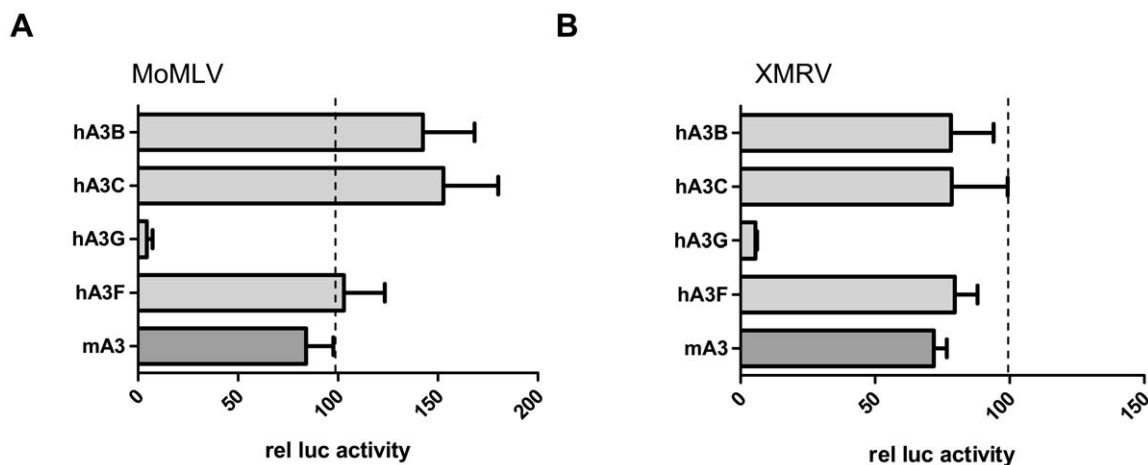 A
MoMLV
hA3B
hA3C
hA3G
hA3F
mA3
0
50
100
150
200
rel luc activity
B
XMRV
hA3B
hA3C
hA3G
hA3F
mA3
0
50
100
150
rel luc activity